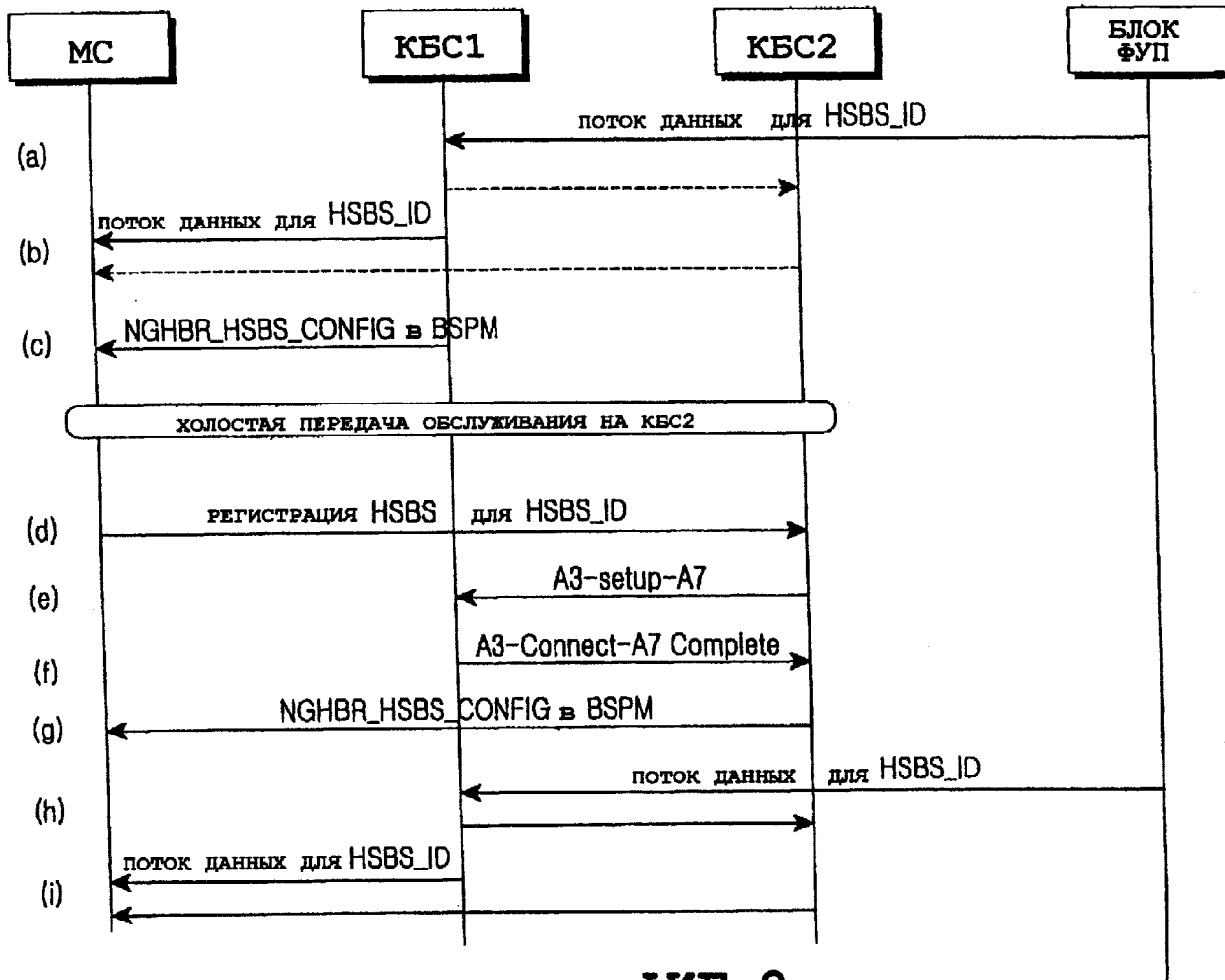 МС
КБС1
КБС2
БЛОК
ФУП
ПОТОК ДАННЫХ ДЛЯ HSBS_ID
(a)
ПОТОК ДАННЫХ ДЛЯ HSBS_ID
(b)
NGHBR_HSBS_CONFIG в BSPM
(c)
ХОЛОСТАЯ ПЕРЕДАЧА ОБСЛУЖИВАНИЯ НА КБС2
РЕГИСТРАЦИЯ HSBS ДЛЯ HSBS_ID
(d)
A3-setup-A7
(e)
A3-Connect-A7 Complete
(f)
NGHBR_HSBS_CONFIG в BSPM
(g)
ПОТОК ДАННЫХ ДЛЯ HSBS_ID
(h)
ПОТОК ДАННЫХ ДЛЯ HSBS_ID
(i)